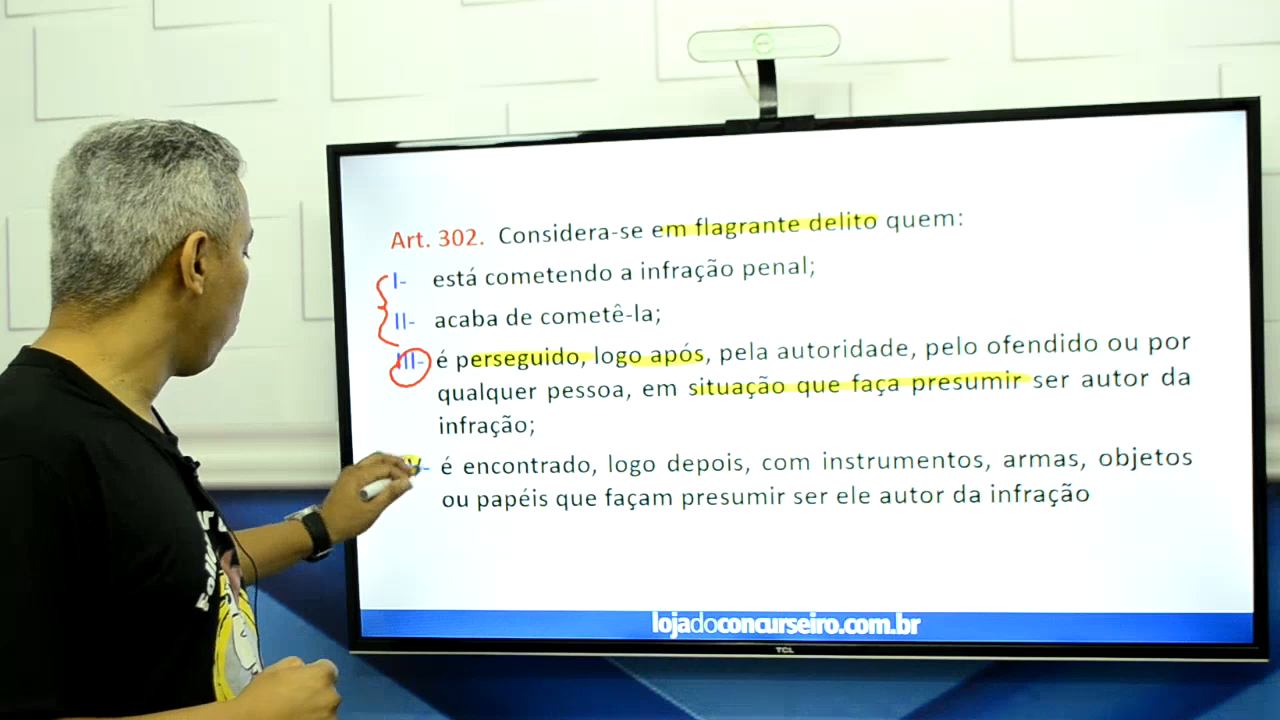 Art. 302. Considera-se em flagrante delito quem:
I- está cometendo a infração penal;
II- acaba de cometê-la;
III- é perseguido, logo após, pela autoridade, pelo ofendido ou por
qualquer pessoa, em situação que faça presumir ser autor da
infração;
é encontrado, logo depois, com instrumentos, armas, objetos
ou papéis que façam presumir ser ele autor da infração
lojadoconcurseiro.com.br
TCL